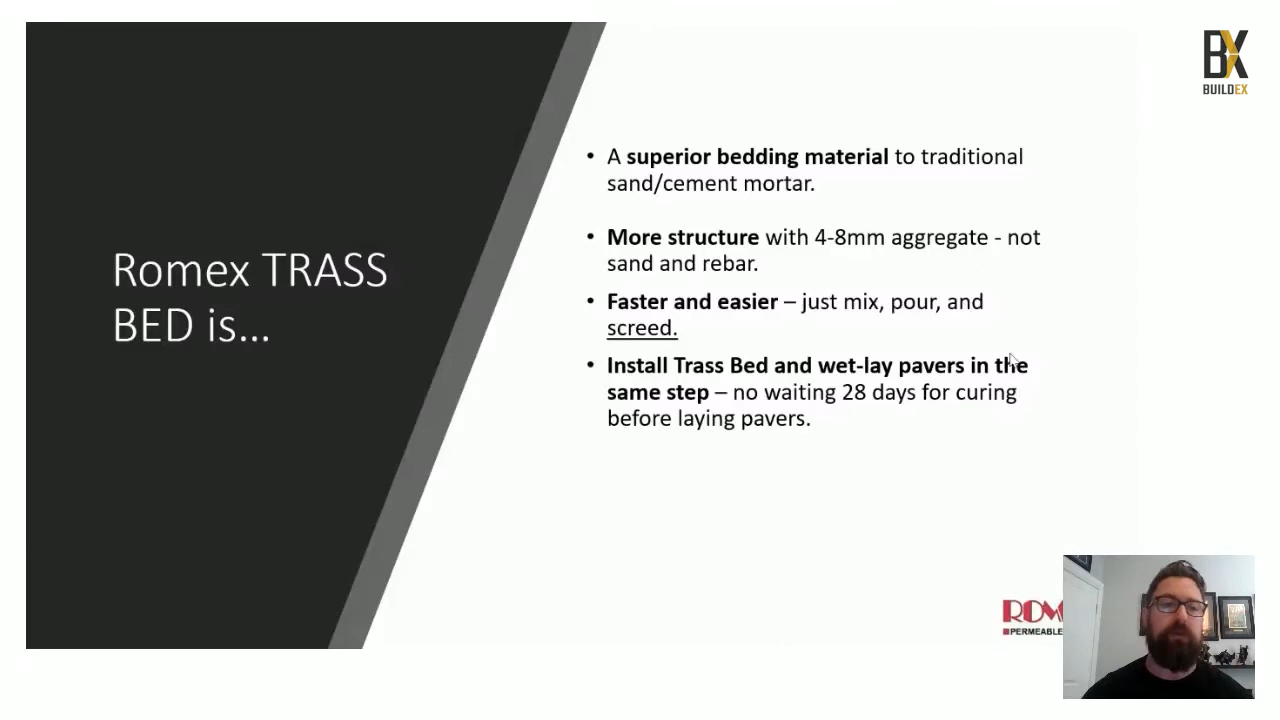 BX
BUILDEX
Romex TRASS
BED is...
• A superior bedding material to traditional
sand/cement mortar.
• More structure with 4-8mm aggregate - not
sand and rebar.
• Faster and easier – just mix, pour, and
screed.
• Install Trass Bed and wet-lay pavers in the
same step – no waiting 28 days for curing
before laying pavers.
PERMEABLE